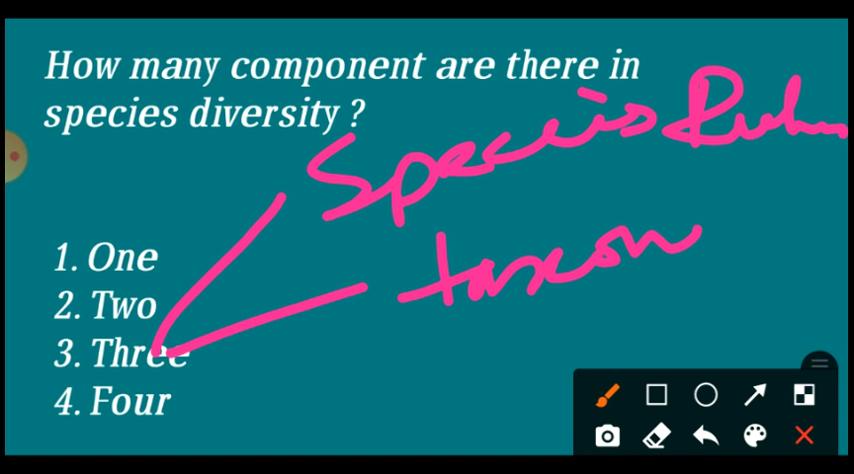 How many component are there in
species diversity ?
Species
taxon
1. One
2. Two
3. Three
4. Four